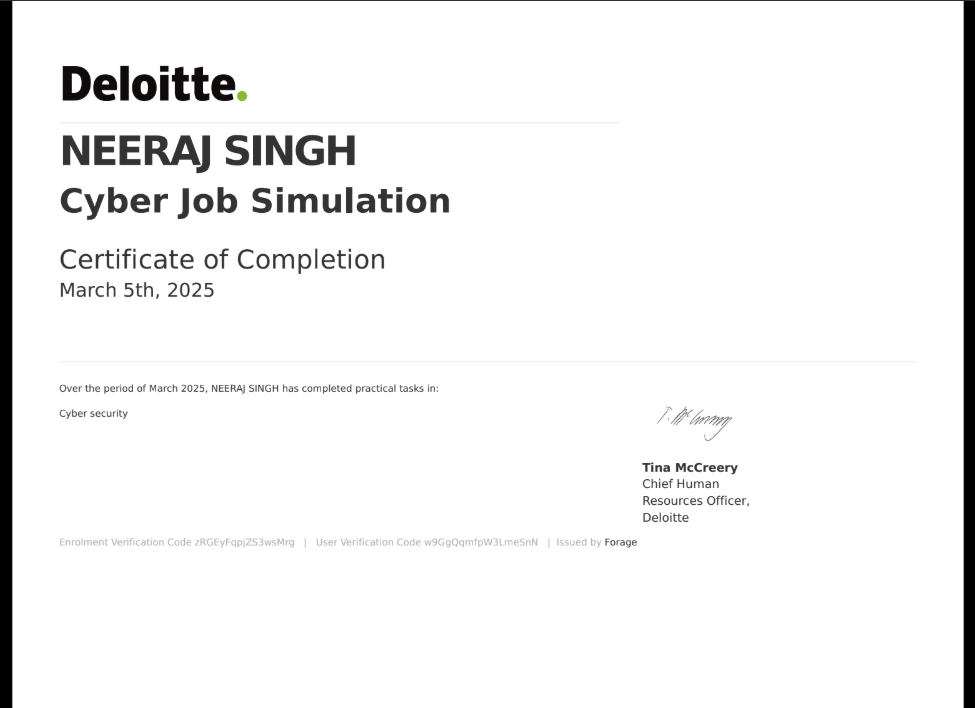 Deloitte.
NEERAJ SINGH
Cyber Job Simulation
Certificate of Completion
March 5th, 2025
Over the period of March 2025, NEERAJ SINGH has completed practical tasks in:
Cyber security
T. McCreery
Tina McCreery
Chief Human
Resources Officer,
Deloitte
Enrolment Verification Code zRGEyFqpjZS3wsMrg | User Verification Code w9GgQqmfpW3LmeSnN | Issued by Forage